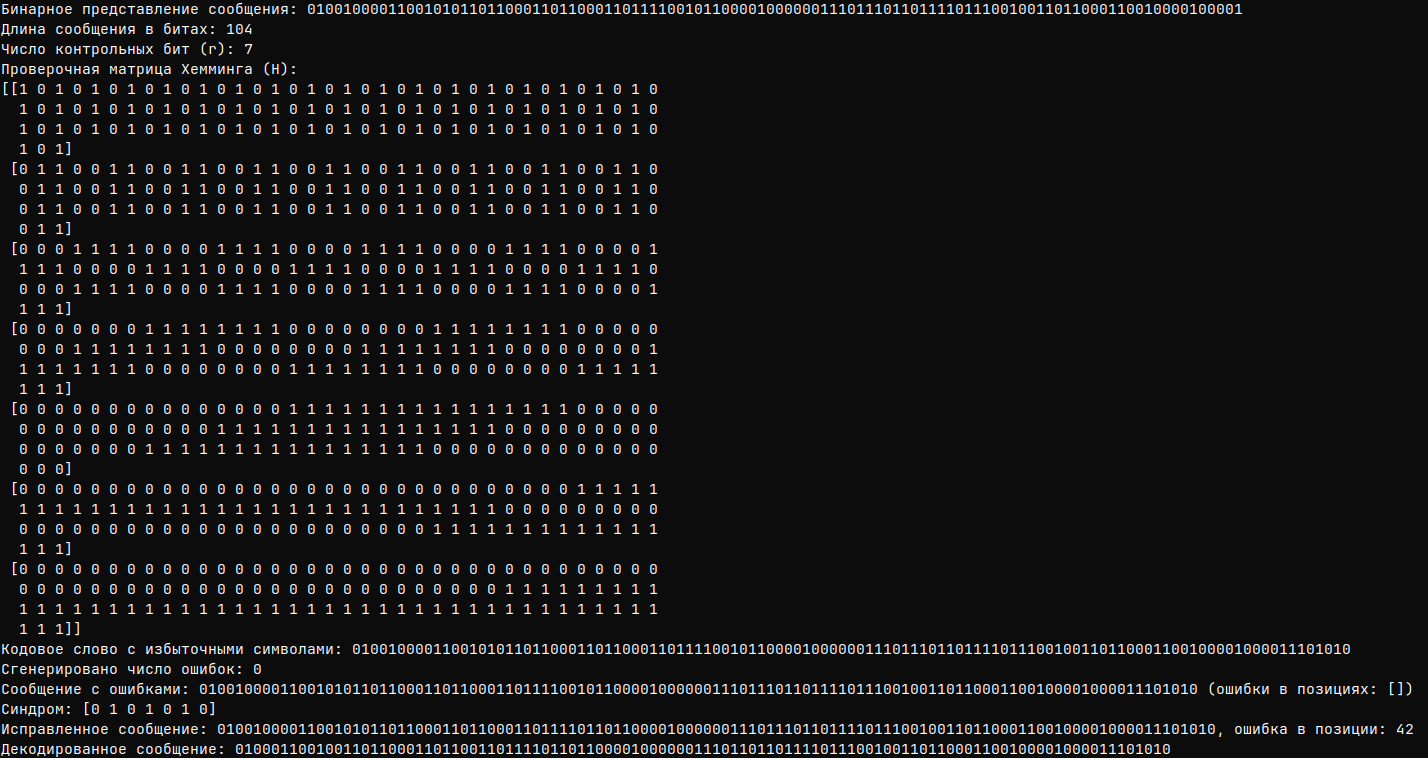 Бинарное представление сообщения: 01001000011001010110110001101100011011110010110000100000011101110110111101110010011011000110010000100001
Длина сообщения в битах: 104
Число контрольных бит (r): 7
Проверочная матрица Хемминга (H):
[[1 0 1 0 1 0 1 0 1 0 1 0 1 0 1 0 1 0 1 0 1 0 1 0 1 0 1 0 1 0 1 0 1 0 1 0
1 0 1 0 1 0 1 0 1 0 1 0 1 0 1 0 1 0 1 0 1 0 1 0 1 0 1 0 1 0 1 0 1 0 1 0
1 0 1 0 1 0 1 0 1 0 1 0 1 0 1 0 1 0 1 0 1 0 1 0 1 0 1 0 1 0 1 0 1 0 1 0
1 0 1]
[0 1 1 0 0 1 1 0 0 1 1 0 0 1 1 0 0 1 1 0 0 1 1 0 0 1 1 0 0 1 1 0 0 1 1 0
0 1 1 0 0 1 1 0 0 1 1 0 0 1 1 0 0 1 1 0 0 1 1 0 0 1 1 0 0 1 1 0 0 1 1 0
0 1 1 0 0 1 1 0 0 1 1 0 0 1 1 0 0 1 1 0 0 1 1 0 0 1 1 0 0 1 1 0 0 1 1 0
0 1 1]
[0 0 0 1 1 1 1 0 0 0 0 1 1 1 1 0 0 0 0 1 1 1 1 0 0 0 0 1 1 1 1 0 0 0 0 1
1 1 1 0 0 0 0 1 1 1 1 0 0 0 0 1 1 1 1 0 0 0 0 1 1 1 1 0 0 0 0 1 1 1 1 0
0 0 0 1 1 1 1 0 0 0 0 1 1 1 1 0 0 0 0 1 1 1 1 0 0 0 0 1 1 1 1 0 0 0 0 1
1 1 1]
[0 0 0 0 0 0 0 1 1 1 1 1 1 1 1 0 0 0 0 0 0 0 0 1 1 1 1 1 1 1 1 0 0 0 0 0
0 0 0 1 1 1 1 1 1 1 1 0 0 0 0 0 0 0 0 1 1 1 1 1 1 1 1 0 0 0 0 0 0 0 0 1
1 1 1 1 1 1 1 0 0 0 0 0 0 0 0 1 1 1 1 1 1 1 1 0 0 0 0 0 0 0 0 1 1 1 1 1
1 1 1]
[0 0 0 0 0 0 0 0 0 0 0 0 0 0 0 1 1 1 1 1 1 1 1 1 1 1 1 1 1 1 1 0 0 0 0 0
0 0 0 0 0 0 0 0 0 0 0 1 1 1 1 1 1 1 1 1 1 1 1 1 1 1 1 0 0 0 0 0 0 0 0 0
0 0 0 0 0 0 0 1 1 1 1 1 1 1 1 1 1 1 1 1 1 1 1 0 0 0 0 0 0 0 0 0 0 0 0 0
0 0 0]
[0 0 0 0 0 0 0 0 0 0 0 0 0 0 0 0 0 0 0 0 0 0 0 0 0 0 0 0 0 0 0 1 1 1 1 1
1 1 1 1 1 1 1 1 1 1 1 1 1 1 1 1 1 1 1 1 1 1 1 1 1 1 1 0 0 0 0 0 0 0 0 0
0 0 0 0 0 0 0 0 0 0 0 0 0 0 0 0 0 0 0 0 0 0 0 1 1 1 1 1 1 1 1 1 1 1 1 1
1 1 1]
[0 0 0 0 0 0 0 0 0 0 0 0 0 0 0 0 0 0 0 0 0 0 0 0 0 0 0 0 0 0 0 0 0 0 0 0
0 0 0 0 0 0 0 0 0 0 0 0 0 0 0 0 0 0 0 0 0 0 0 0 0 0 0 1 1 1 1 1 1 1 1 1
1 1 1 1 1 1 1 1 1 1 1 1 1 1 1 1 1 1 1 1 1 1 1 1 1 1 1 1 1 1 1 1 1 1 1 1
1 1 1]]
Кодовое слово с избыточными символами: 010010000110010101101100011011000110111100101100001000000111011101101111011100100110110001100100001000011101010
Сгенерировано число ошибок: 0
Сообщение с ошибками: 010010000110010101101100011011000110111100101100001000000111011101101111011100100110110001100100001000011101010 (ошибки в позициях: [])
Синдром: [0 1 0 1 0 1 0]
Исправленное сообщение: 010010000110010101101100011011000110111101101100001000000111011101101111011100100110110001100100001000011101010, ошибка в позиции: 42
Декодированное сообщение: 01000110010011011000110110011011110110110000100000011101101101111011100100110110001100100001000011101010